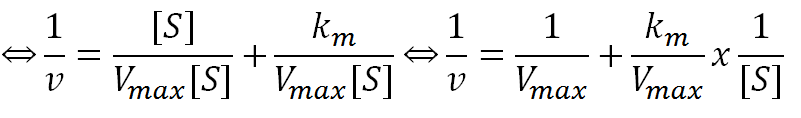 ⇔ 1/v = [S]/V_max[S] + k_m/V_max[S] ⇔ 1/v = 1/V_max + k_m/V_max x 1/[S]